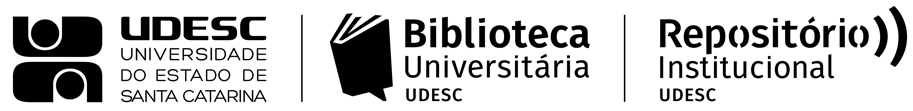 UDESC
UNIVERSIDADE
DO ESTADO DE
SANTA CATARINA
Biblioteca
Universitária
UDESC
Repositório
Institucional
UDESC